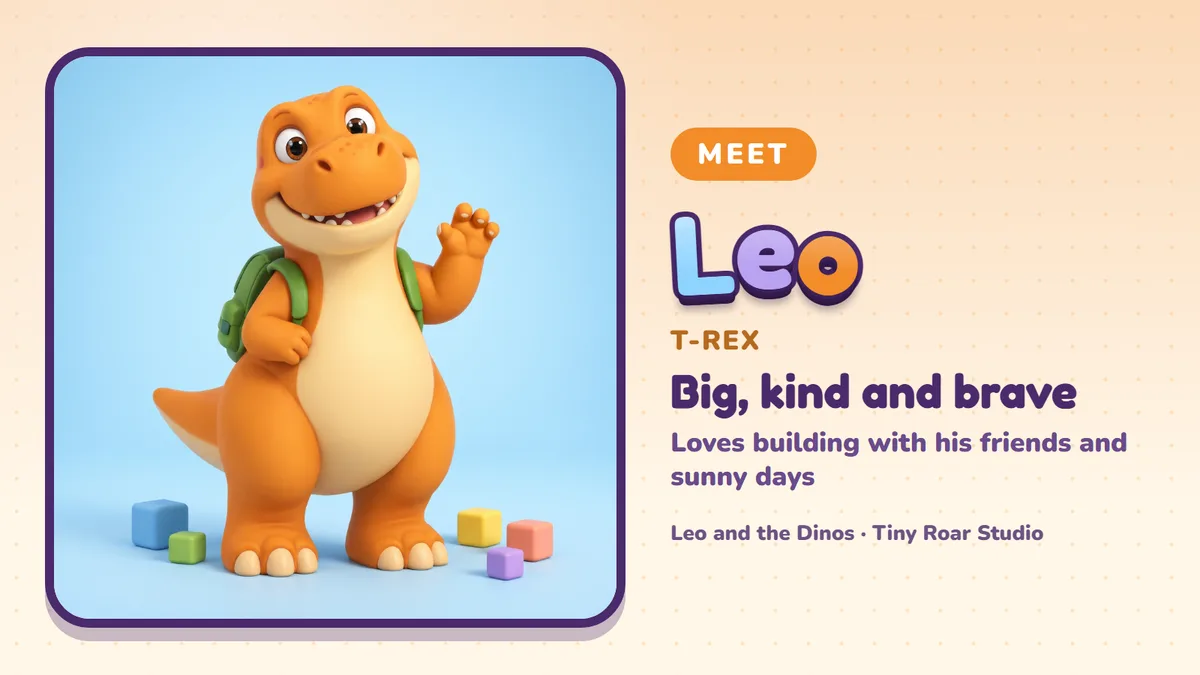 MEET
Leo
T-REX
Big, kind and brave
Loves building with his friends and
sunny days
Leo and the Dinos · Tiny Roar Studio